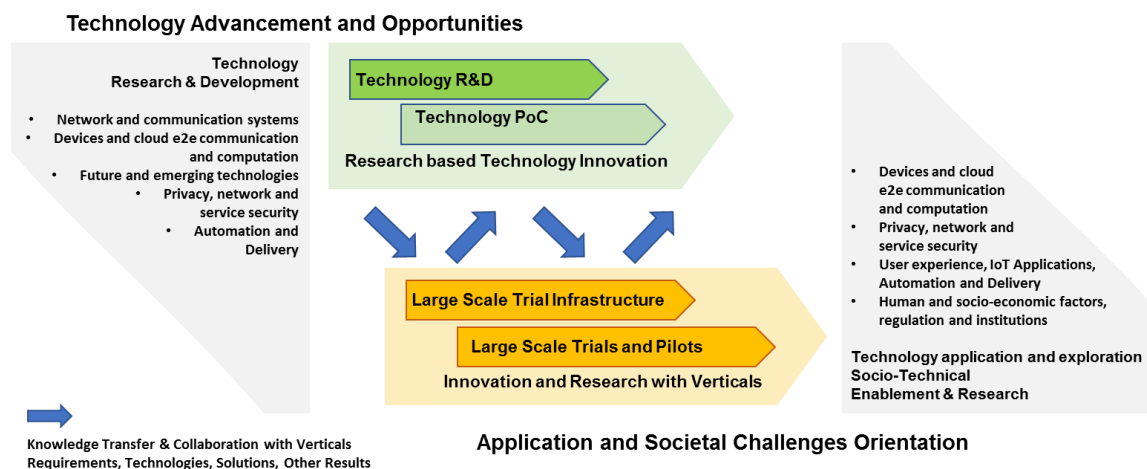 Technology Advancement and Opportunities
Technology
Research & Development
• Network and communication systems
• Devices and cloud e2e communication
and computation
• Future and emerging technologies
• Privacy, network and
service security
• Automation and
Delivery
Technology R&D
Technology PoC
Research based Technology Innovation
Large Scale Trial Infrastructure
Large Scale Trials and Pilots
Innovation and Research with Verticals
• Devices and cloud
e2e communication
and computation
• Privacy, network and
service security
• User experience, IoT Applications,
Automation and Delivery
• Human and socio-economic factors,
regulation and institutions
Technology application and exploration
Socio-Technical
Enablement & Research
Knowledge Transfer & Collaboration with Verticals
Requirements, Technologies, Solutions, Other Results
Application and Societal Challenges Orientation